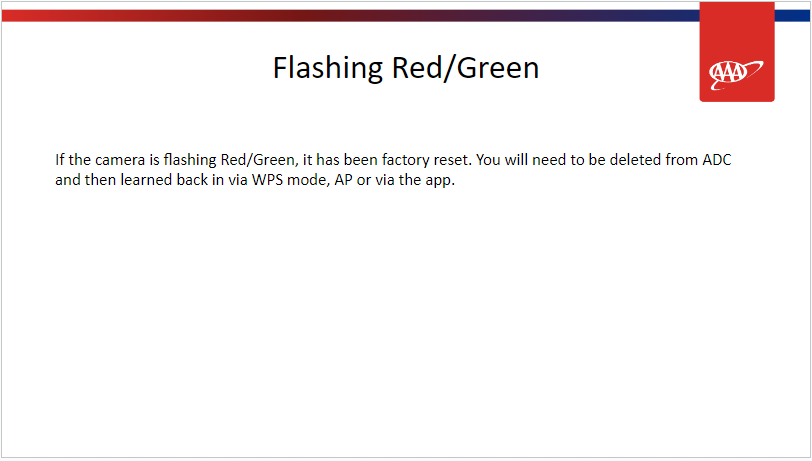 AAA
Flashing Red/Green
If the camera is flashing Red/Green, it has been factory reset. You will need to be deleted from ADC
and then learned back in via WPS mode, AP or via the app.